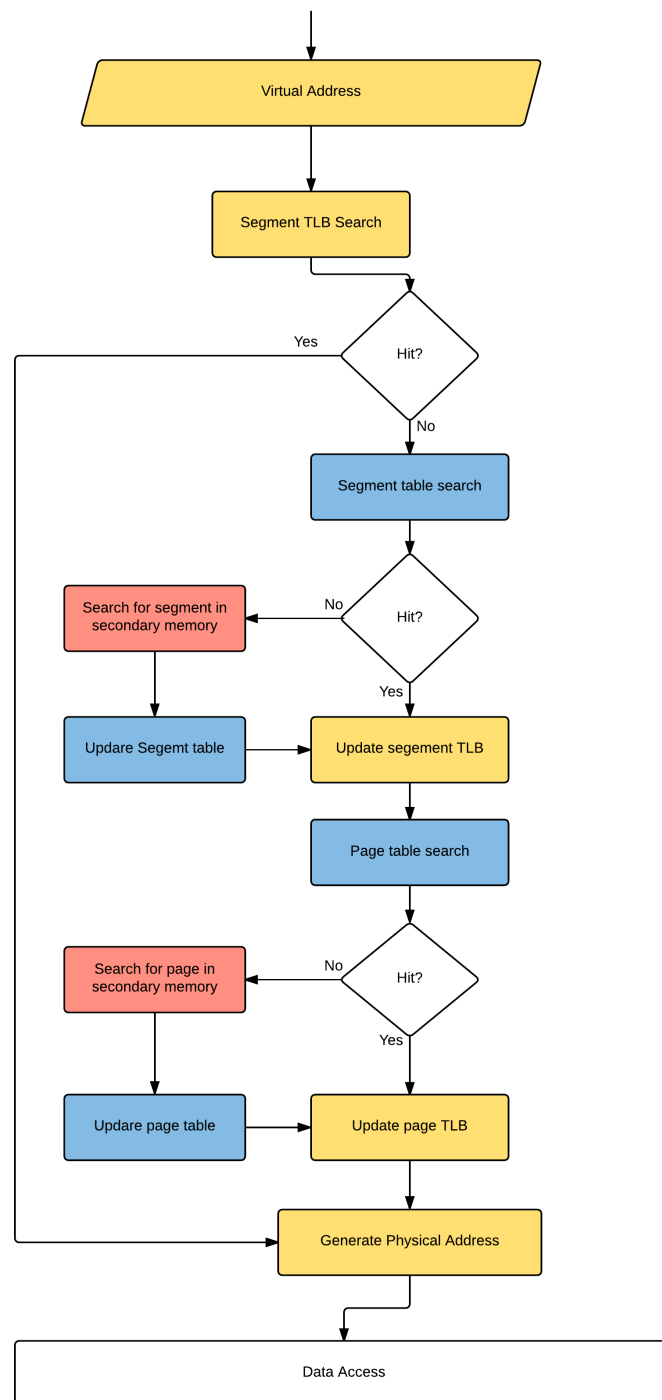 Virtual Address
Segment TLB Search
Yes
Hit?
No
Segment table search
Search for segment in
secondary memory
No
Hit?
Yes
Updare Segemt table
Update segement TLB
Page table search
Search for page in
secondary memory
No
Hit?
Yes
Updare page table
Update page TLB
Generate Physical Address
Data Access